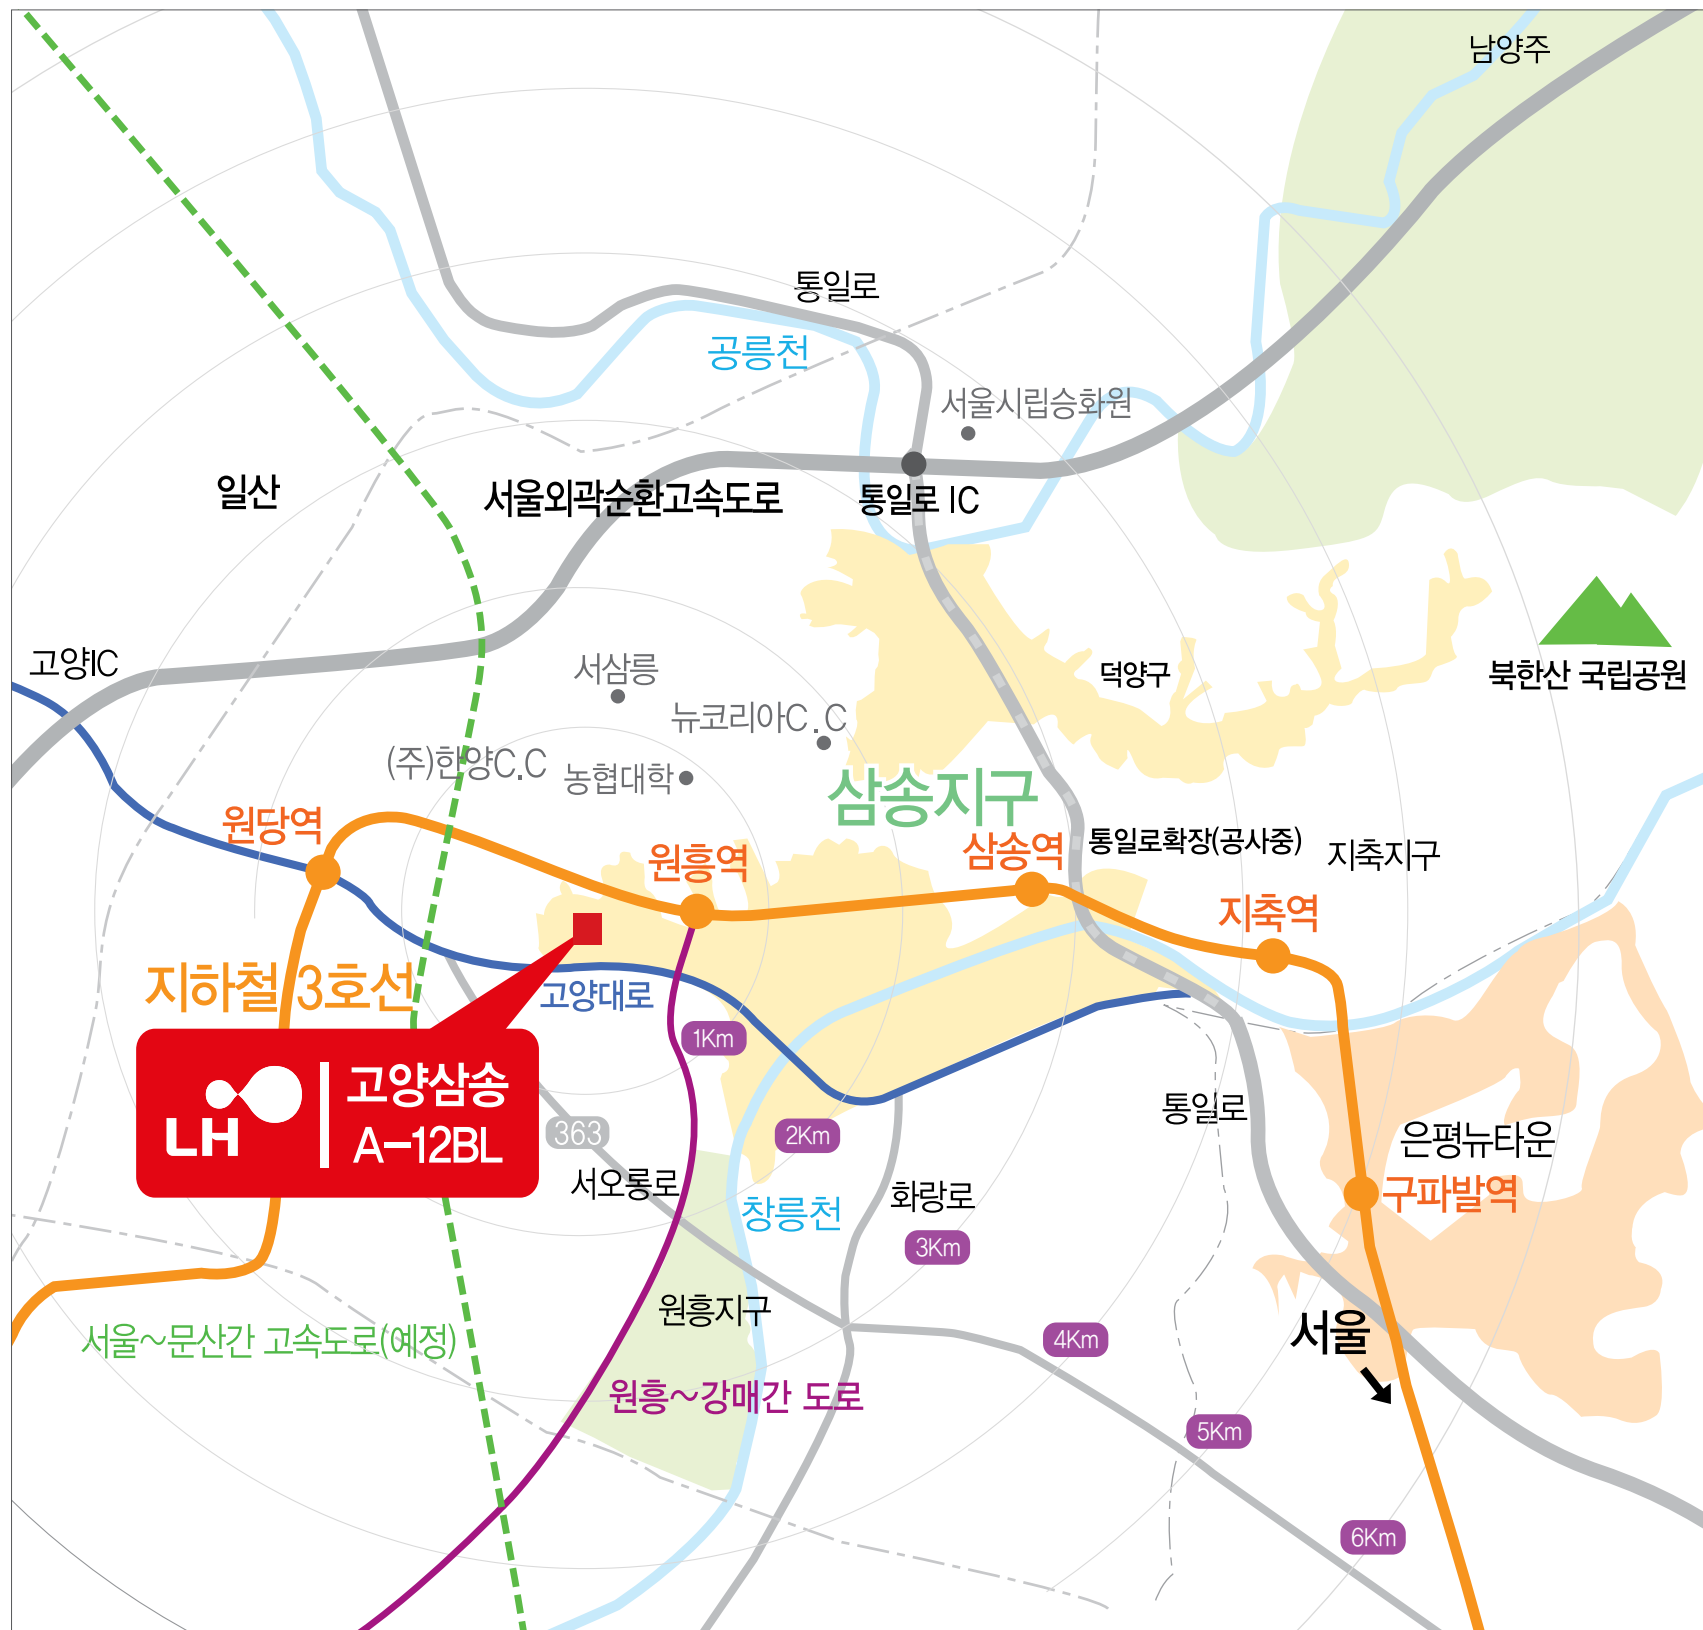 남양주
통일로
공릉천
서울시립승화원
일산
서울외곽순환고속도로
통일로 IC
고양IC
서삼릉
덕양구
북한산 국립공원
뉴코리아C.C
(주)한양C.C
농협대학
삼송지구
원당역
원흥역
삼송역
통일로확장(공사중)
지축지구
지축역
지하철 3호선
고양대로
1Km
LH
고양삼송
A-12BL
363
2Km
통일로
은평뉴타운
서오릉로
창릉천
화랑로
구파발역
3Km
원흥지구
서울~문산간 고속도로(예정)
4Km
서울
원흥~강매간 도로
5Km
6Km